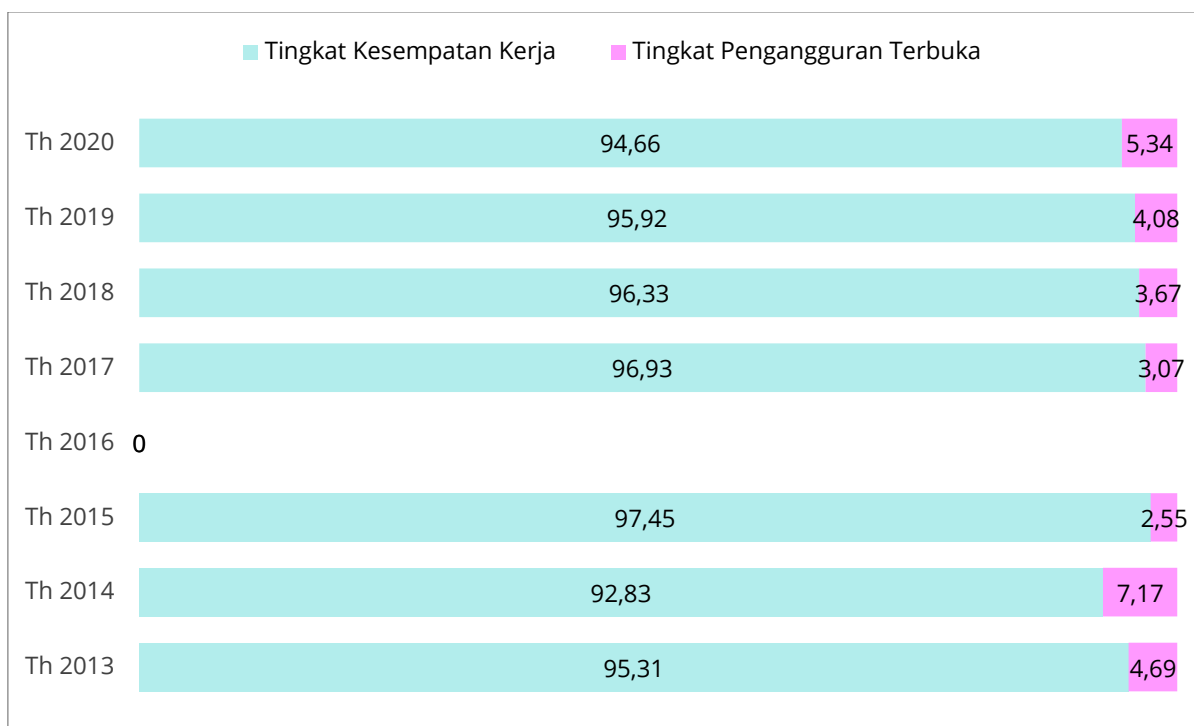 Tingkat Kesempatan Kerja Tingkat Pengangguran Terbuka
Th 2020 94,66 5,34
Th 2019 95,92 4,08
Th 2018 96,33 3,67
Th 2017 96,93 3,07
Th 2016 0
Th 2015 97,45 2,55
Th 2014 92,83 7,17
Th 2013 95,31 4,69